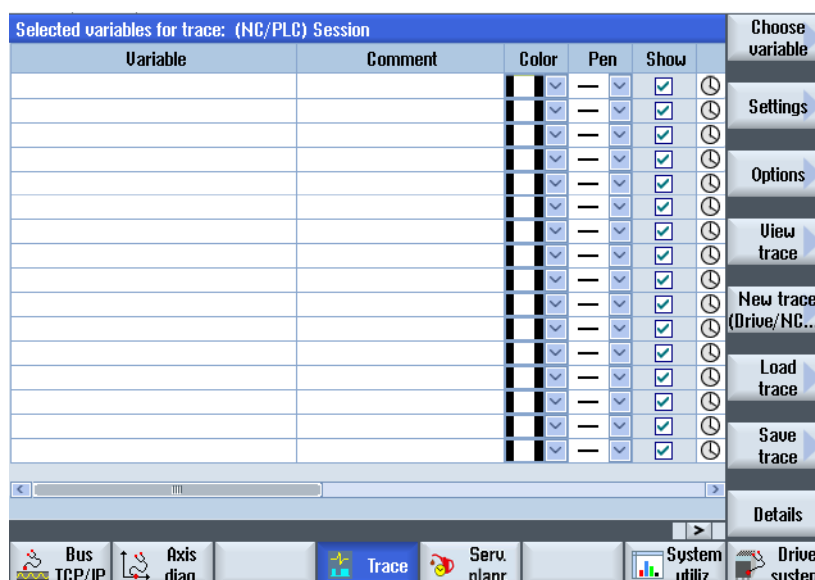 Selected variables for trace: (NC/PLC) Session
Variable Comment Color Pen Show
Choose
variable
Settings
Options
View
trace
New trace
(Drive/NC..
Load
trace
Save
trace
Details
>
Bus
TCP/IP
Axis
diag
Trace
Serv.
planr
System
utiliz
Drive
system